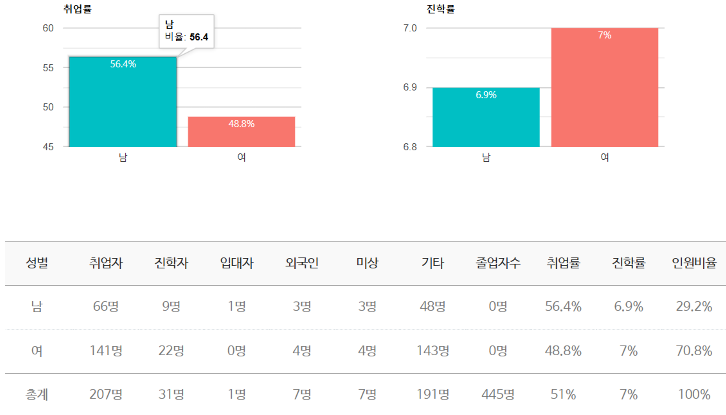 취업률
진학률
60
55
50
45
남
비율: 56.4
56.4%
48.8%
남
여
7.0
6.9
6.8
6.9%
7%
남
여
성별 취업자 진학자 입대자 외국인 미상 기타 졸업자수 취업률 진학률 인원비율
남 66명 9명 1명 3명 3명 48명 0명 56.4% 6.9% 29.2%
여 141명 22명 0명 4명 4명 143명 0명 48.8% 7% 70.8%
총계 207명 31명 1명 7명 7명 191명 445명 51% 7% 100%